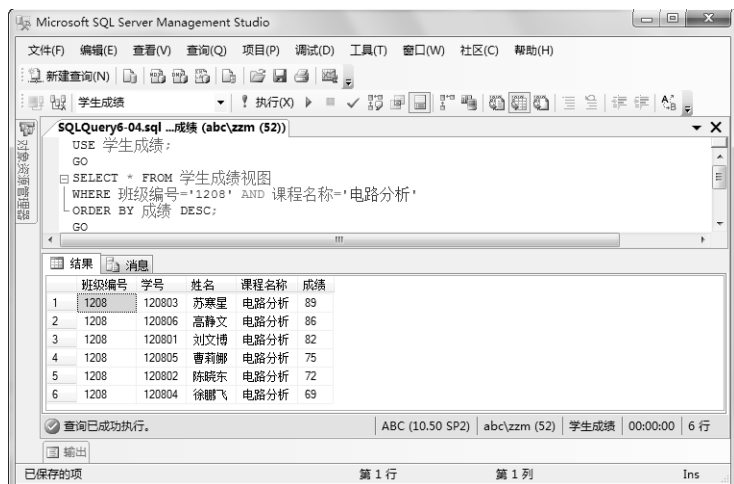 Microsoft SQL Server Management Studio
文件(F) 编辑(E) 查看(V) 查询(Q) 项目(P) 调试(D) 工具(T) 窗口(W) 社区(C) 帮助(H)
新建查询(N)
学生成绩 执行(X)
SQLQuery6-04.sql ...成绩 (abc\zzm (52))
对象资源管理器
USE 学生成绩;
GO
SELECT * FROM 学生成绩视图
WHERE 班级编号='1208' AND 课程名称='电路分析'
ORDER BY 成绩 DESC;
GO
结果 消息
班级编号 学号 姓名 课程名称 成绩
1 1208 120803 苏寒星 电路分析 89
2 1208 120806 高静文 电路分析 86
3 1208 120801 刘文博 电路分析 82
4 1208 120805 曹莉娜 电路分析 75
5 1208 120802 陈晓东 电路分析 72
6 1208 120804 徐鹏飞 电路分析 69
查询已成功执行。 ABC (10.50 SP2) abc\zzm (52) 学生成绩 00:00:00 6 行
输出
已保存的项 第 1 行 第 1 列 Ins